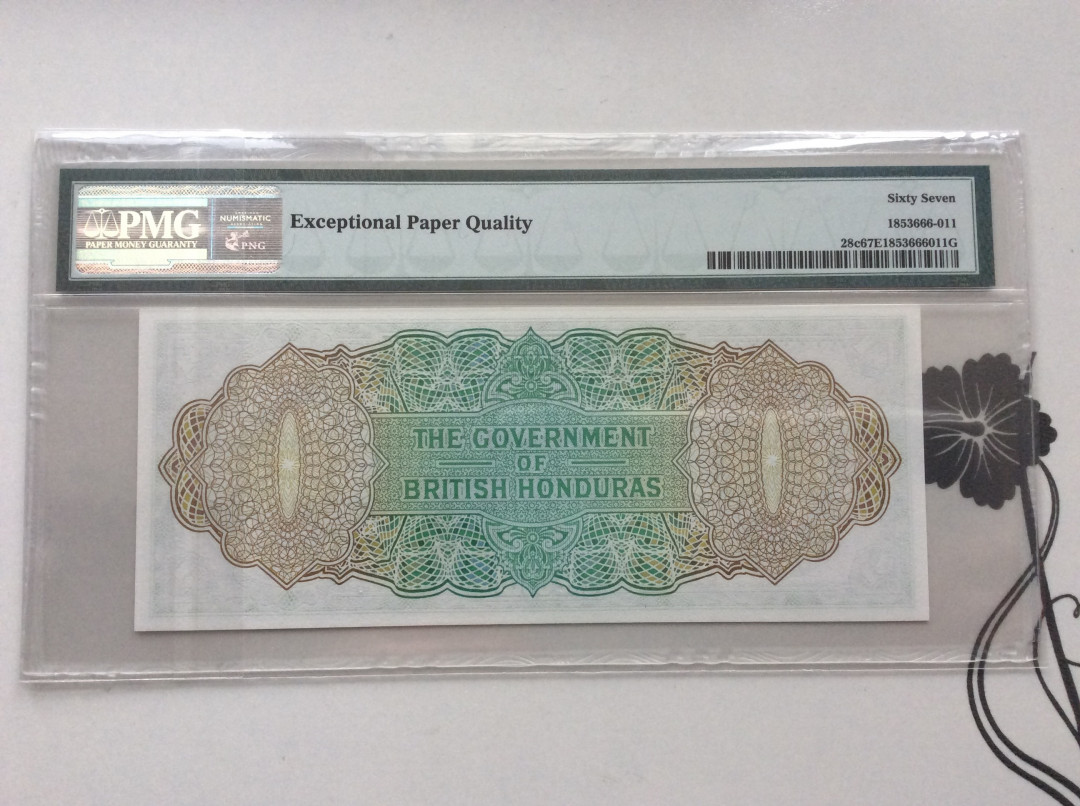 PMG
PAPER MONEY GUARANTY
NUMISMATIC
PNG
Exceptional Paper Quality
Sixty Seven
1853666-011
28c67E1853666011G
THE GOVERNMENT
OF
BRITISH HONDURAS